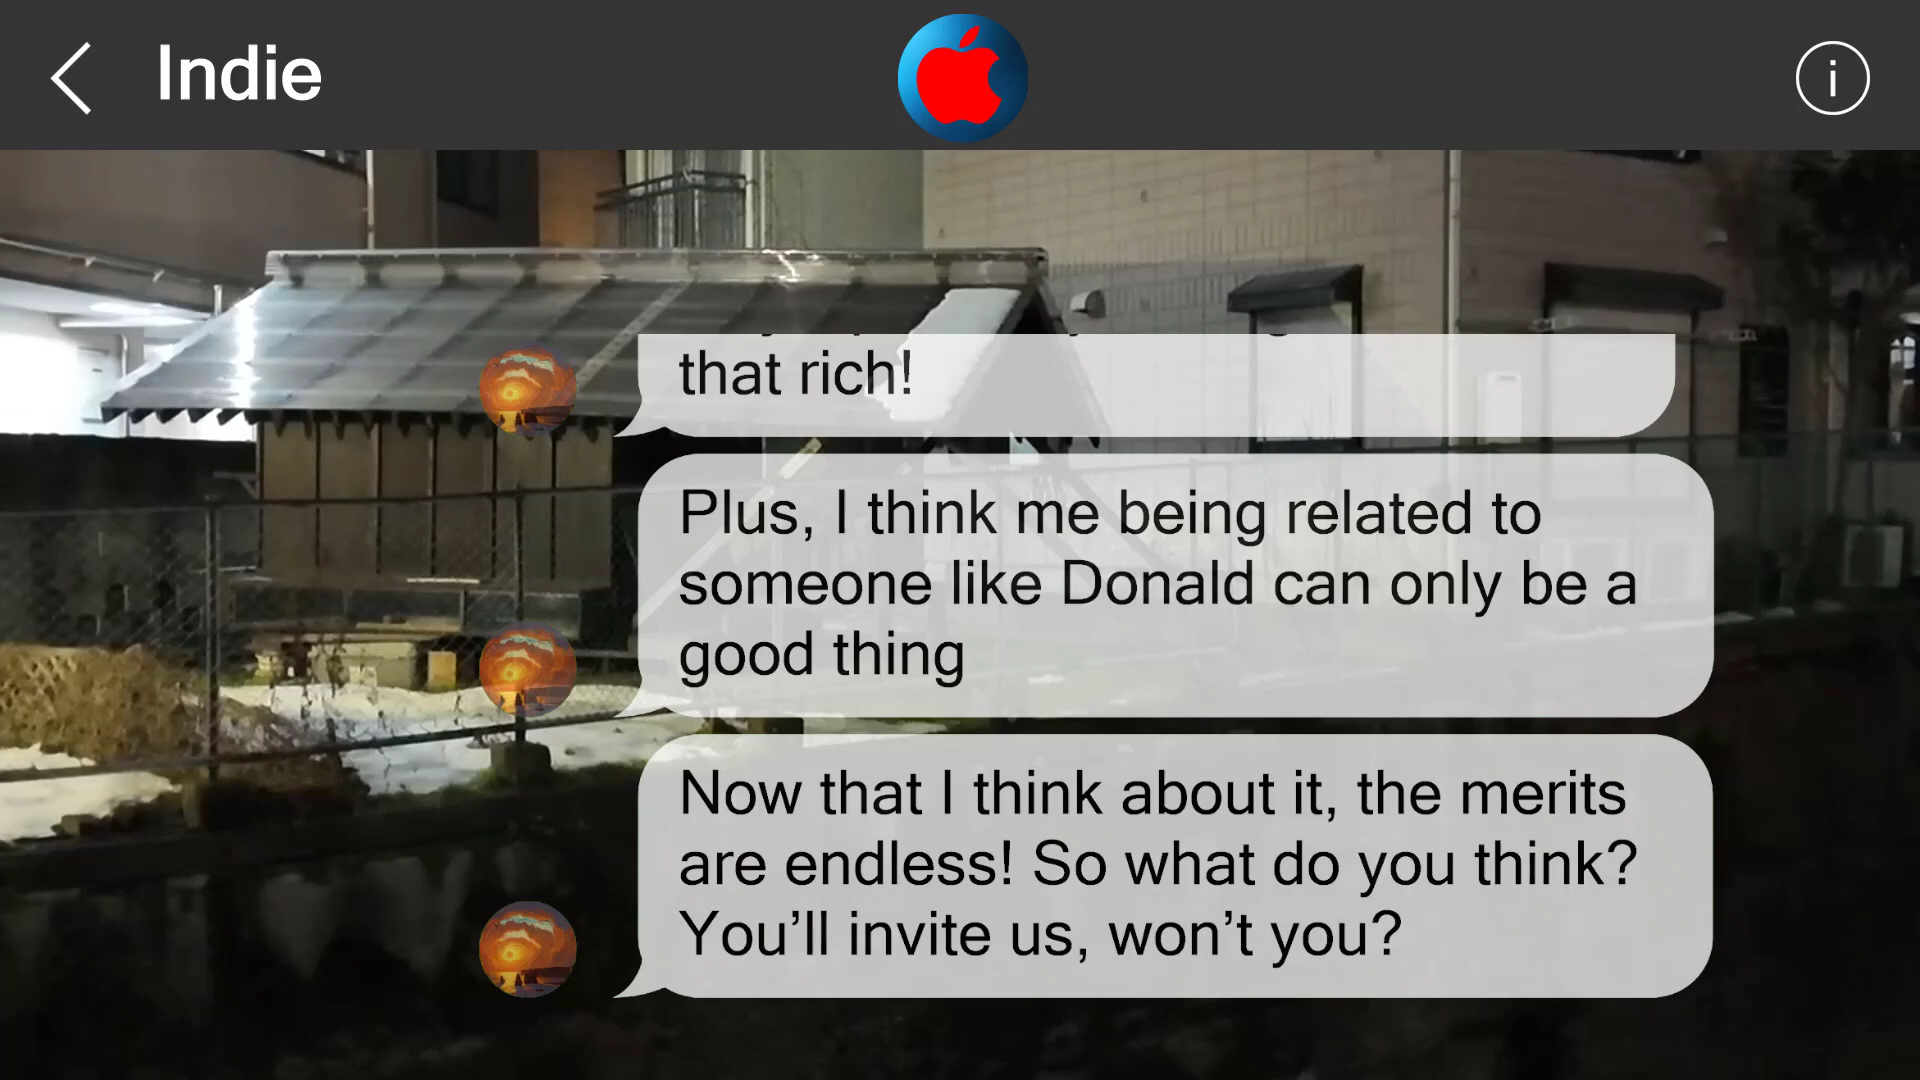 Indie
that rich!
Plus, I think me being related to
someone like Donald can only be a
good thing
Now that I think about it, the merits
are endless! So what do you think?
You’ll invite us, won’t you?